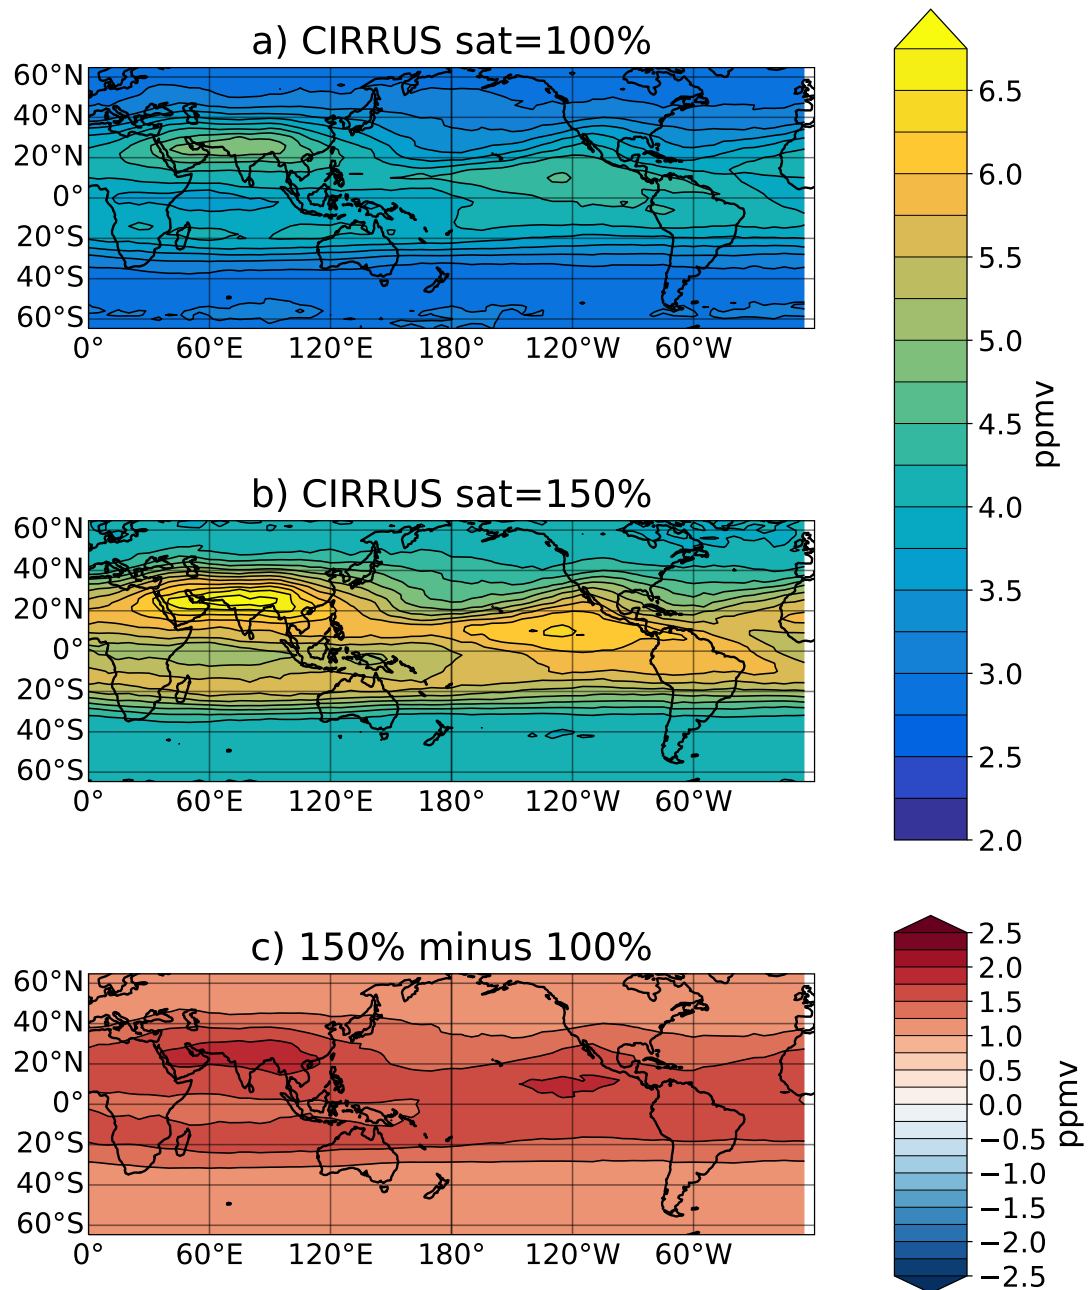 a) CIRRUS sat=100%
60°N
40°N
20°N
0°
20°S
40°S
60°S
0° 60°E 120°E 180° 120°W 60°W
6.5
6.0
5.5
5.0
4.5
4.0
3.5
3.0
2.5
2.0
ppmv
b) CIRRUS sat=150%
60°N
40°N
20°N
0°
20°S
40°S
60°S
0° 60°E 120°E 180° 120°W 60°W
c) 150% minus 100%
60°N
40°N
20°N
0°
20°S
40°S
60°S
0° 60°E 120°E 180° 120°W 60°W
2.5
2.0
1.5
1.0
0.5
0.0
−0.5
−1.0
−1.5
−2.0
−2.5
ppmv